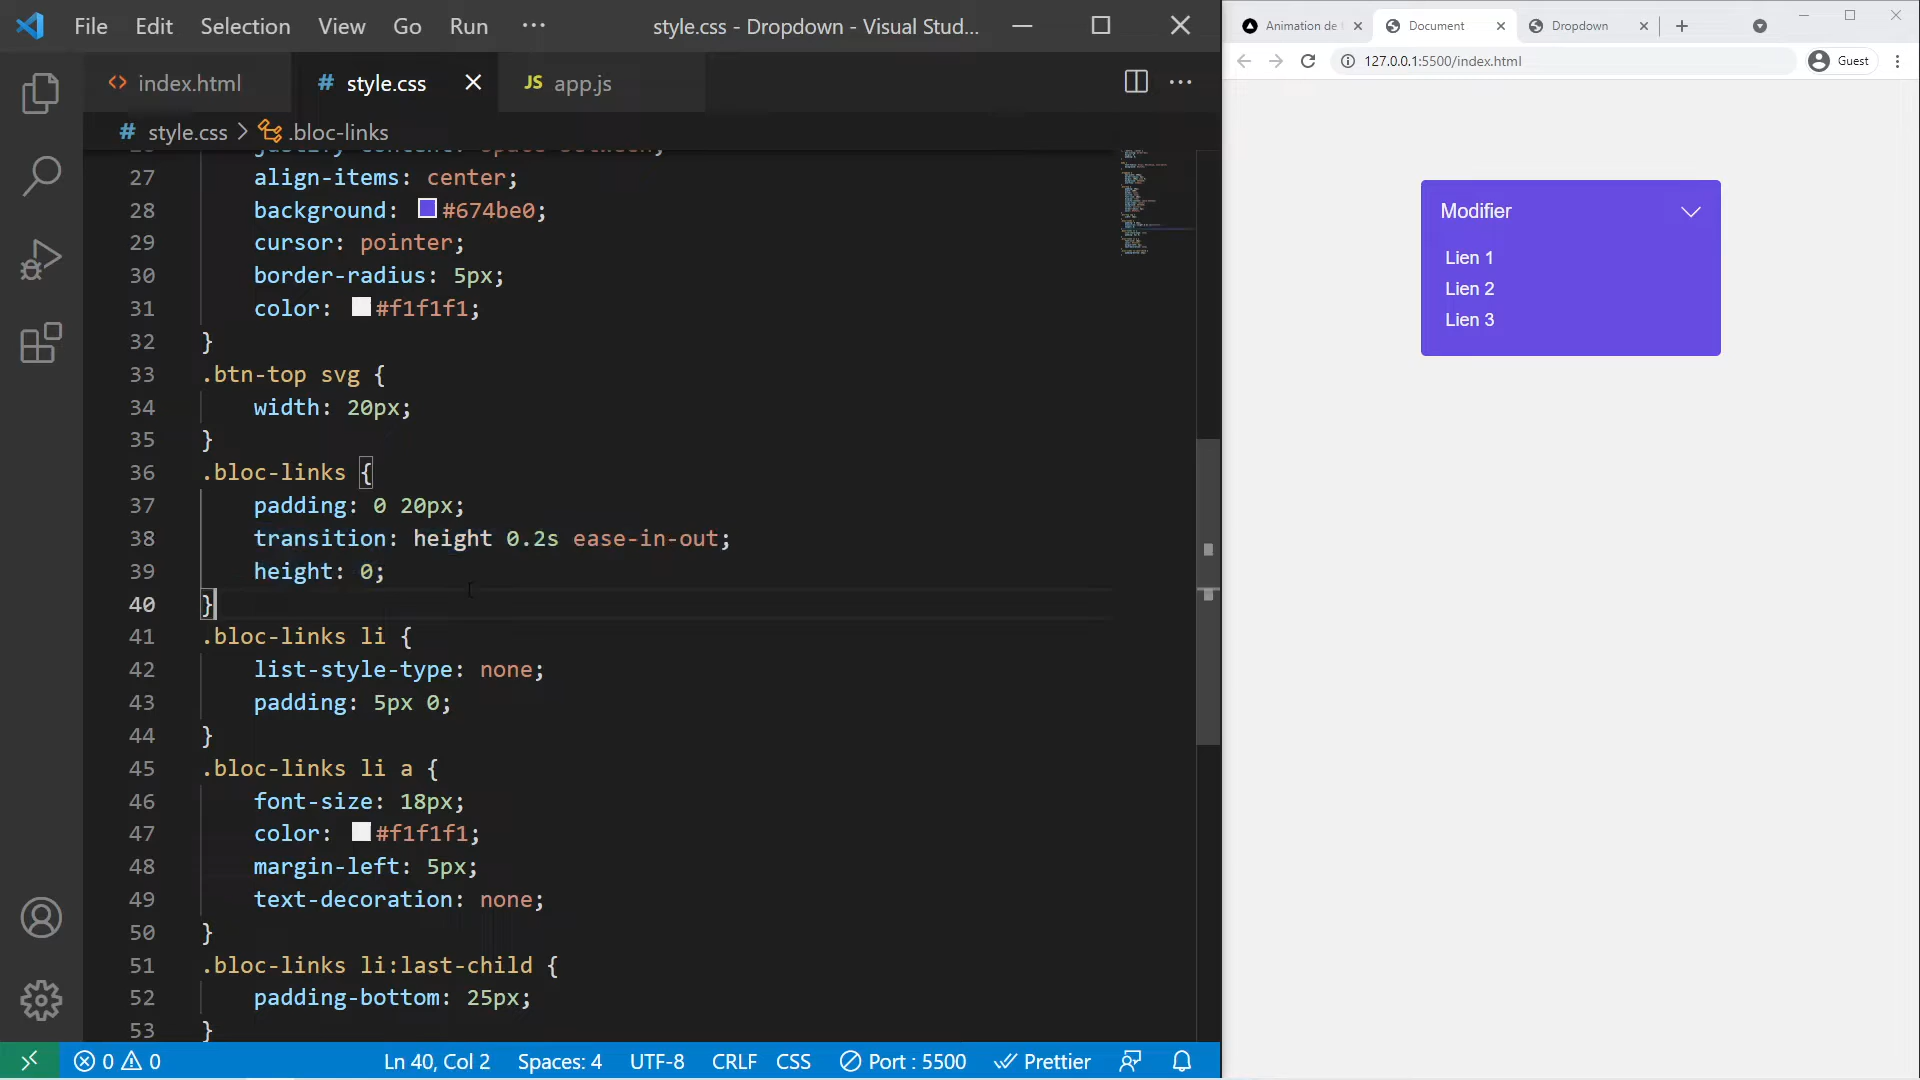 File Edit Selection View Go Run ··· style.css - Dropdown - Visual Stud...
index.html style.css JS app.js
# style.css > .bloc-links
26 justify-content: space-between;
27 align-items: center;
28 background: #674be0;
29 cursor: pointer;
30 border-radius: 5px;
31 color: #f1f1f1;
32 }
33 .btn-top svg {
34 width: 20px;
35 }
36 .bloc-links {
37 padding: 0 20px;
38 transition: height 0.2s ease-in-out;
39 height: 0;
40 }
41 .bloc-links li {
42 list-style-type: none;
43 padding: 5px 0;
44 }
45 .bloc-links li a {
46 font-size: 18px;
47 color: #f1f1f1;
48 margin-left: 5px;
49 text-decoration: none;
50 }
51 .bloc-links li:last-child {
52 padding-bottom: 25px;
53 }
0 0 Ln 40, Col 2 Spaces: 4 UTF-8 CRLF CSS Port : 5500 Prettier
Animation de Document Dropdown
127.0.0.1:5500/index.html Guest
Modifier
Lien 1
Lien 2
Lien 3